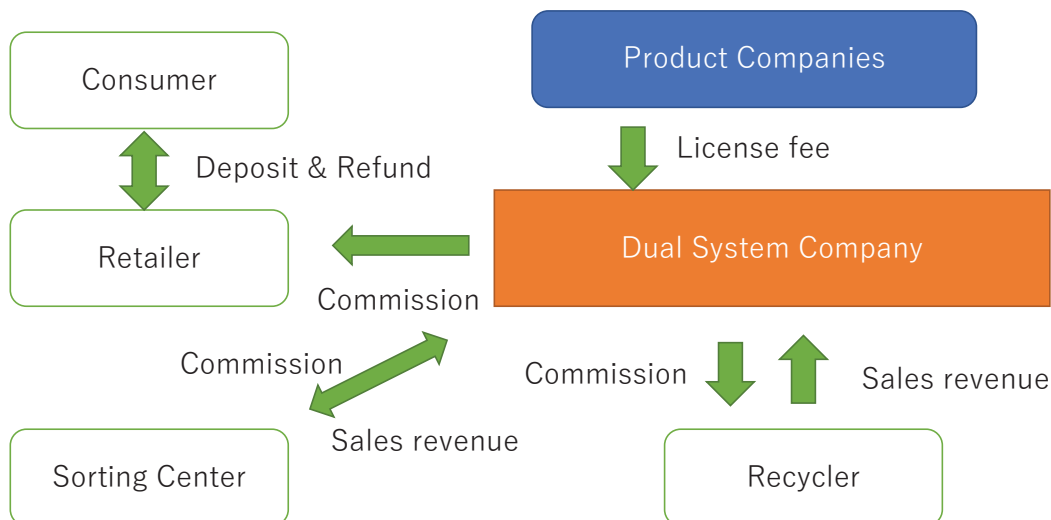 Product Companies
Consumer
License fee
Deposit & Refund
Dual System Company
Retailer
Commission
Commission
Commission
Sales revenue
Sales revenue
Sorting Center
Recycler